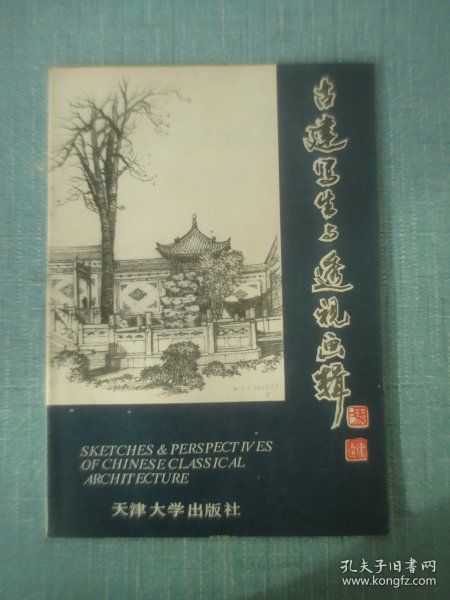 古建写生与透视画辑
SKETCHES & PERSPECTIVES
OF CHINESE CLASSICAL
ARCHITECTURE
天津大学出版社
孔夫子旧书网
www.kongfz.com